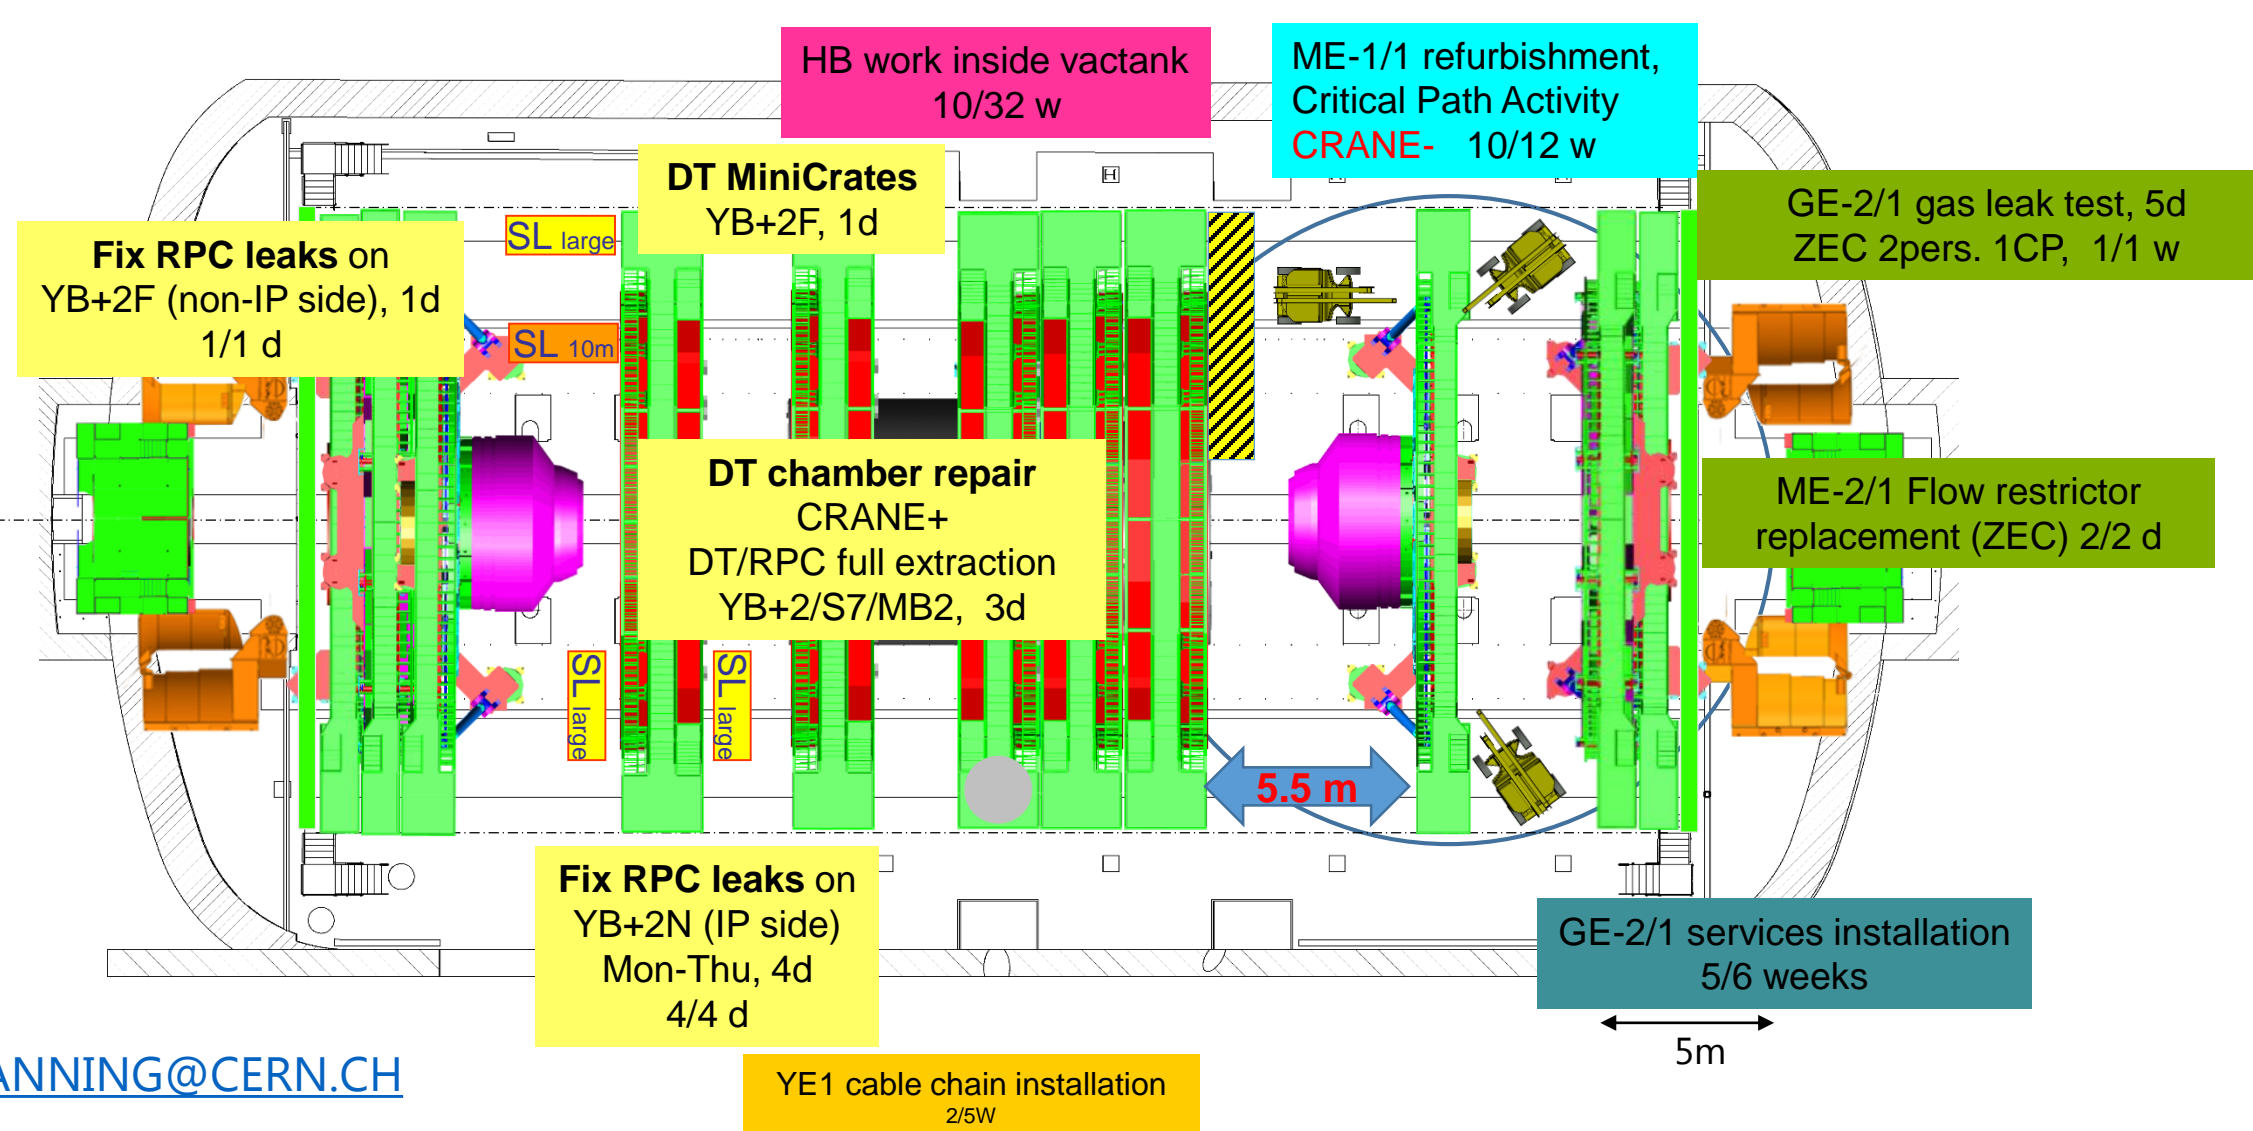 HB work inside vactank
10/32 w
ME-1/1 refurbishment,
Critical Path Activity
CRANE- 10/12 w
DT MiniCrates
YB+2F, 1d
GE-2/1 gas leak test, 5d
ZEC 2pers. 1CP, 1/1 w
Fix RPC leaks on
YB+2F (non-IP side), 1d
1/1 d
SL large
SL 10m
H
DT chamber repair
CRANE+
DT/RPC full extraction
YB+2/S7/MB2, 3d
ME-2/1 Flow restrictor
replacement (ZEC) 2/2 d
SL large
SL large
5.5 m
Fix RPC leaks on
YB+2N (IP side)
Mon-Thu, 4d
4/4 d
GE-2/1 services installation
5/6 weeks
5m
ANNING@CERN.CH
YE1 cable chain installation
2/5W